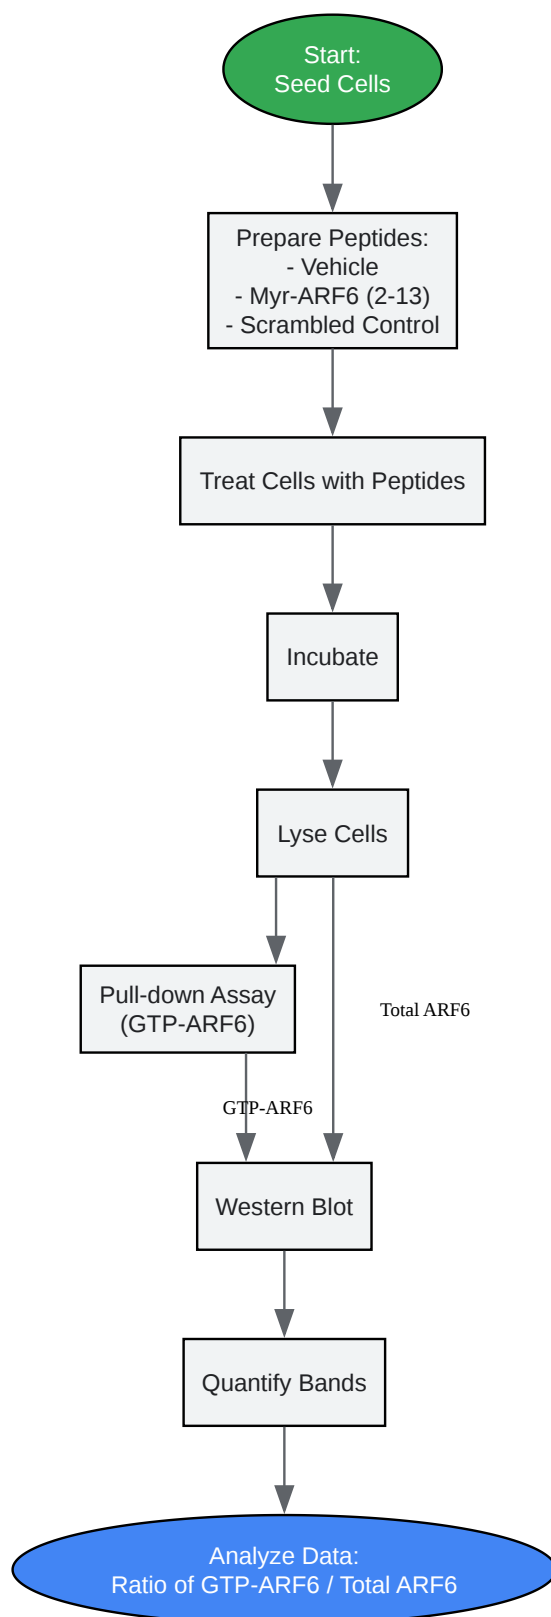 Start:
Seed Cells
Prepare Peptides:
- Vehicle
- Myr-ARF6 (2-13)
- Scrambled Control
Treat Cells with Peptides
Incubate
Lyse Cells
Pull-down Assay
(GTP-ARF6)
Total ARF6
GTP-ARF6
Western Blot
Quantify Bands
Analyze Data:
Ratio of GTP-ARF6 / Total ARF6